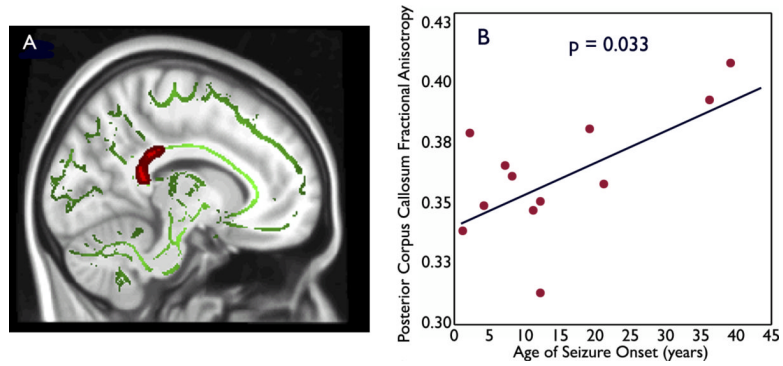 A
B
p = 0.033
Posterior Corpus Callosum Fractional Anisotropy
0.43
0.40
0.38
0.35
0.33
0.30
0 5 10 15 20 25 30 35 40 45
Age of Seizure Onset (years)